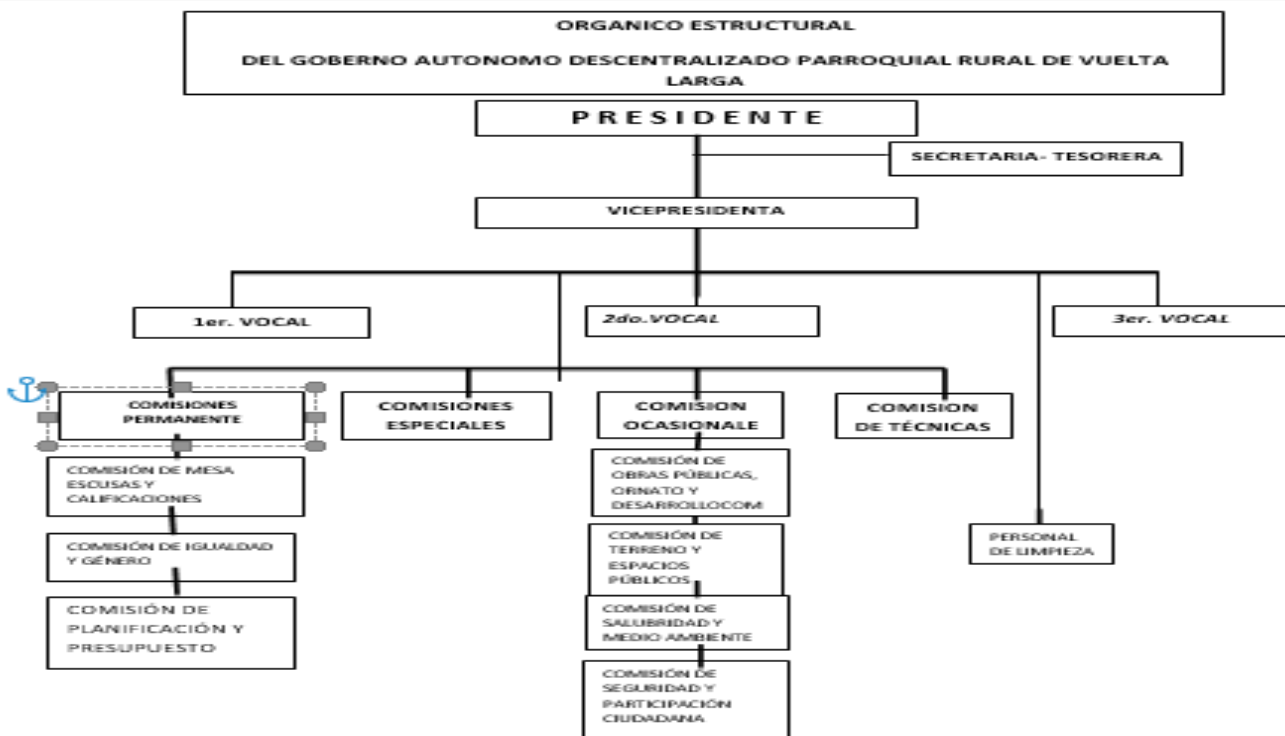 ORGANICO ESTRUCTURAL
DEL GOBERNO AUTONOMO DESCENTRALIZADO PARROQUIAL RURAL DE VUELTA
LARGA
PRESIDENTE
SECRETARIA- TESORERA
VICEPRESIDENTA
1er. VOCAL
2do.VOCAL
3er. VOCAL
COMISIONES
PERMANENTE
COMISIONES
ESPECIALES
COMISION
OCASIONALE
COMISION
DE TÉCNICAS
COMISIÓN DE MESA
ESCUSAS Y
CALIFICACIONES
COMISIÓN DE IGUALDAD
Y GÉNERO
COMISIÓN DE
PLANIFICACIÓN Y
PRESUPUESTO
COMISIÓN DE
OBRAS PÚBLICAS,
ORNATO Y
DESARROLLOCOM
COMISIÓN DE
TERRENO Y
ESPACIOS
PÚBLICOS
COMISIÓN DE
SALUBRIDAD Y
MEDIO AMBIENTE
COMISIÓN DE
SEGURIDAD Y
PARTICIPACIÓN
CIUDADANA
PERSONAL
DE LIMPIEZA